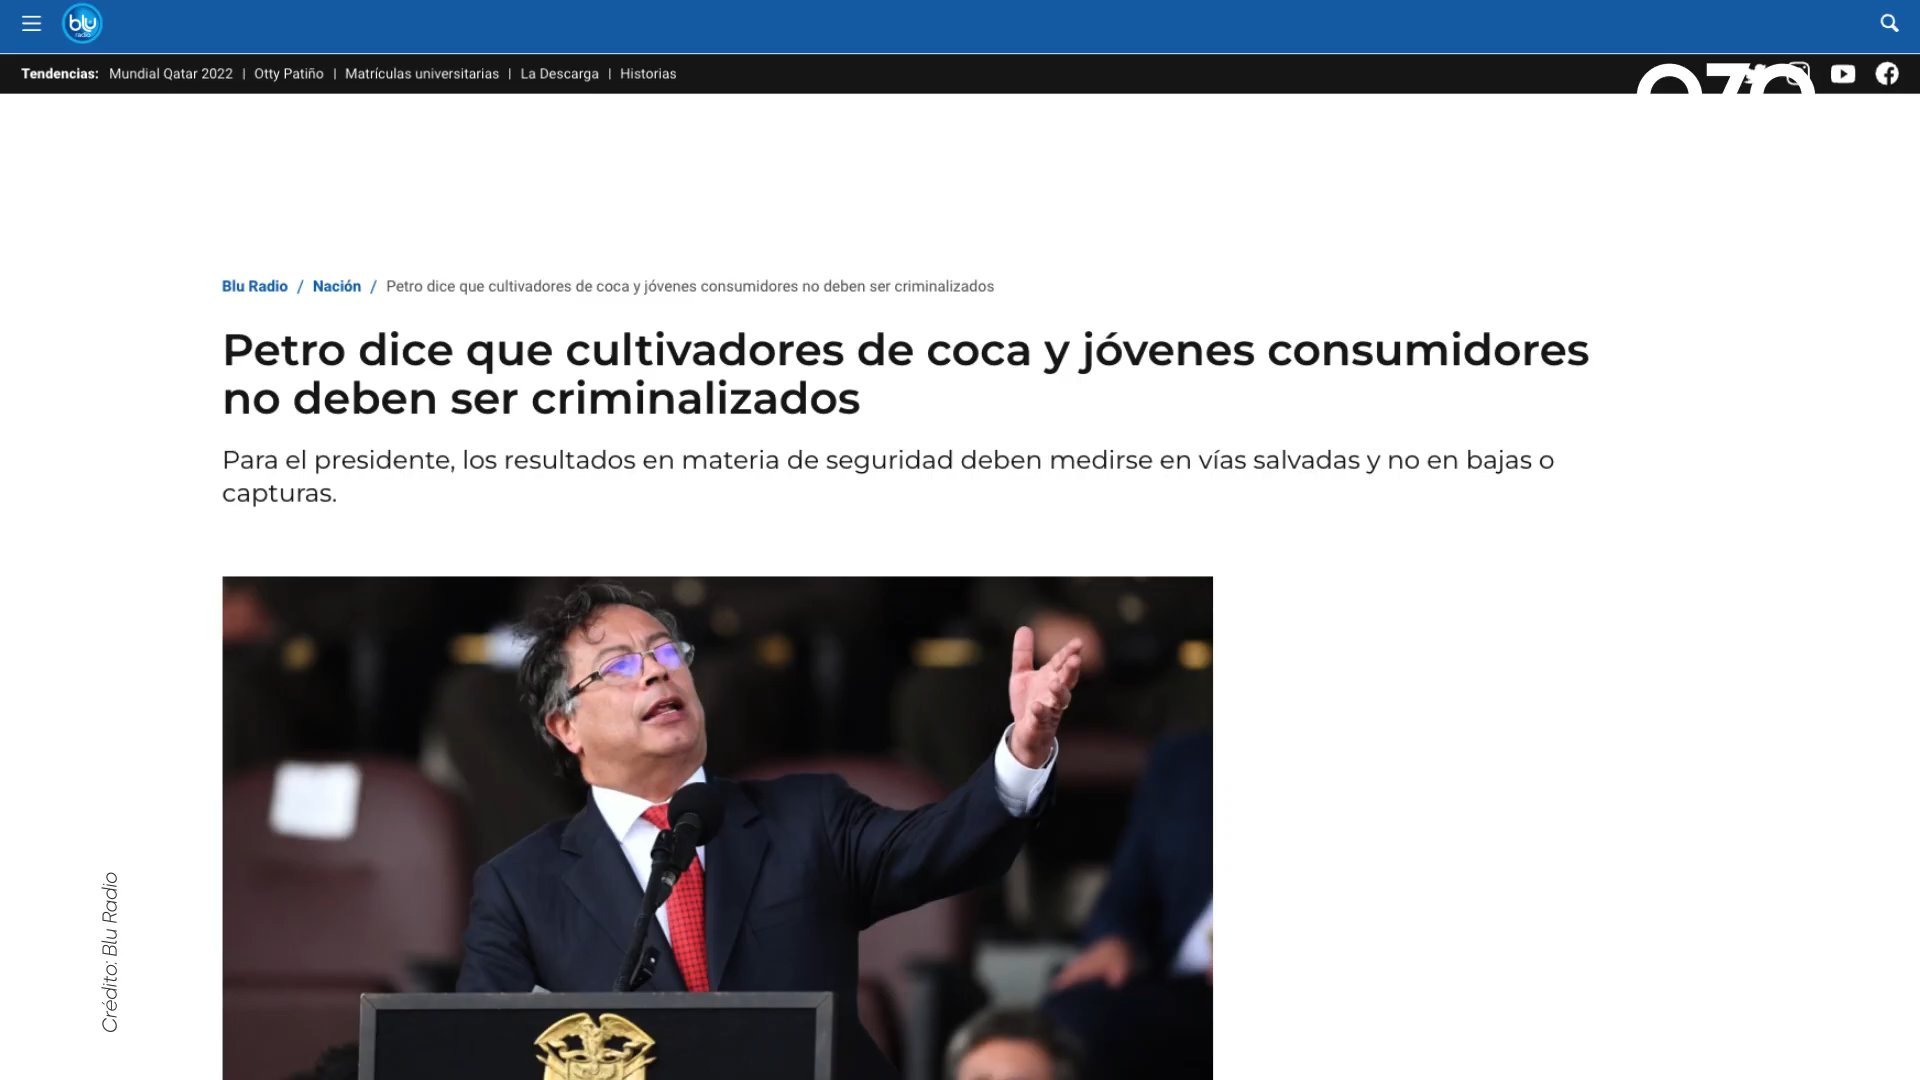 blu
radio
Tendencias: Mundial Qatar 2022 | Otty Patiño | Matrículas universitarias | La Descarga | Historias
070
Blu Radio / Nación / Petro dice que cultivadores de coca y jóvenes consumidores no deben ser criminalizados
Petro dice que cultivadores de coca y jóvenes consumidores
no deben ser criminalizados
Para el presidente, los resultados en materia de seguridad deben medirse en vías salvadas y no en bajas o
capturas.
Crédito: Blu Radio